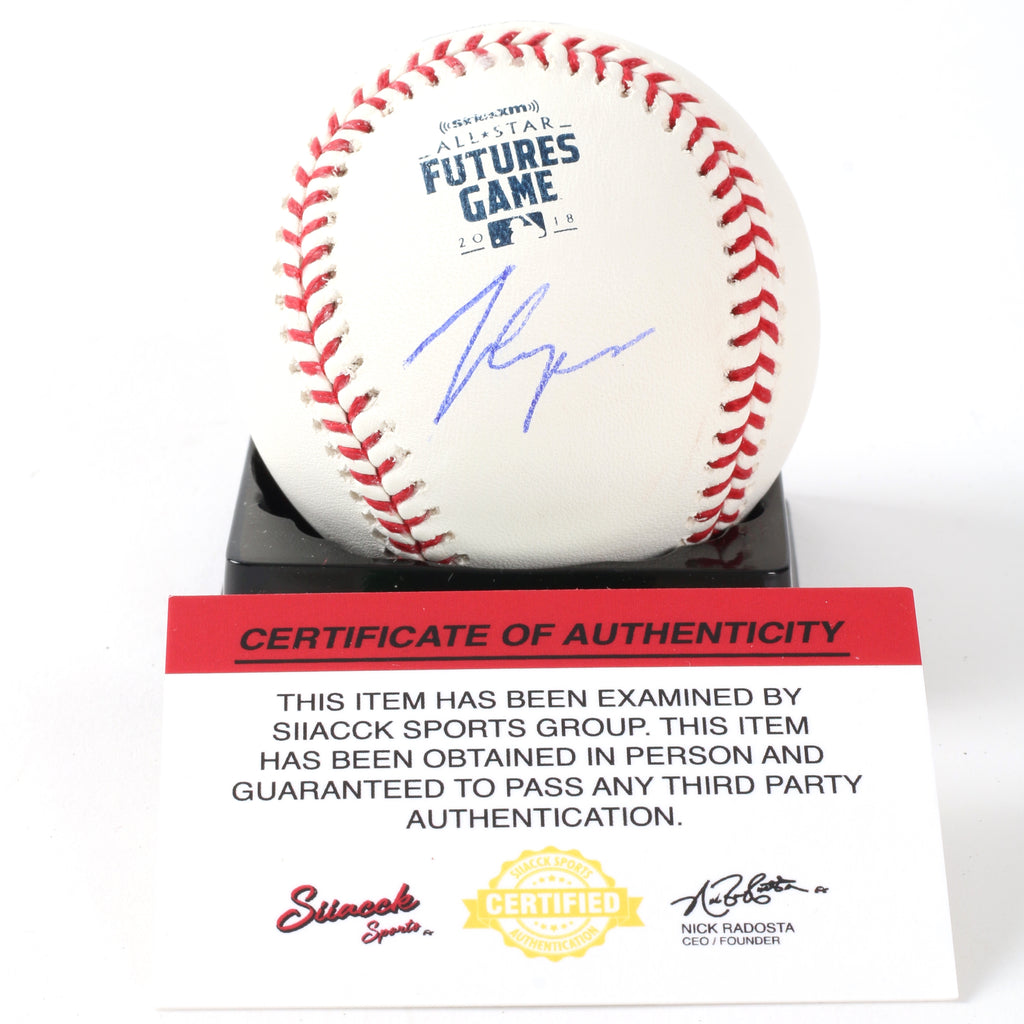 (((SiriusXM)))
ALL★STAR
FUTURES
GAME
2018
CERTIFICATE OF AUTHENTICITY
THIS ITEM HAS BEEN EXAMINED BY
SIIACCK SPORTS GROUP. THIS ITEM
HAS BEEN OBTAINED IN PERSON AND
GUARANTEED TO PASS ANY THIRD PARTY
AUTHENTICATION.
Siiacck
Sports
SIIACCK SPORTS
CERTIFIED
AUTHENTICATION
NICK RADOSTA
CEO / FOUNDER